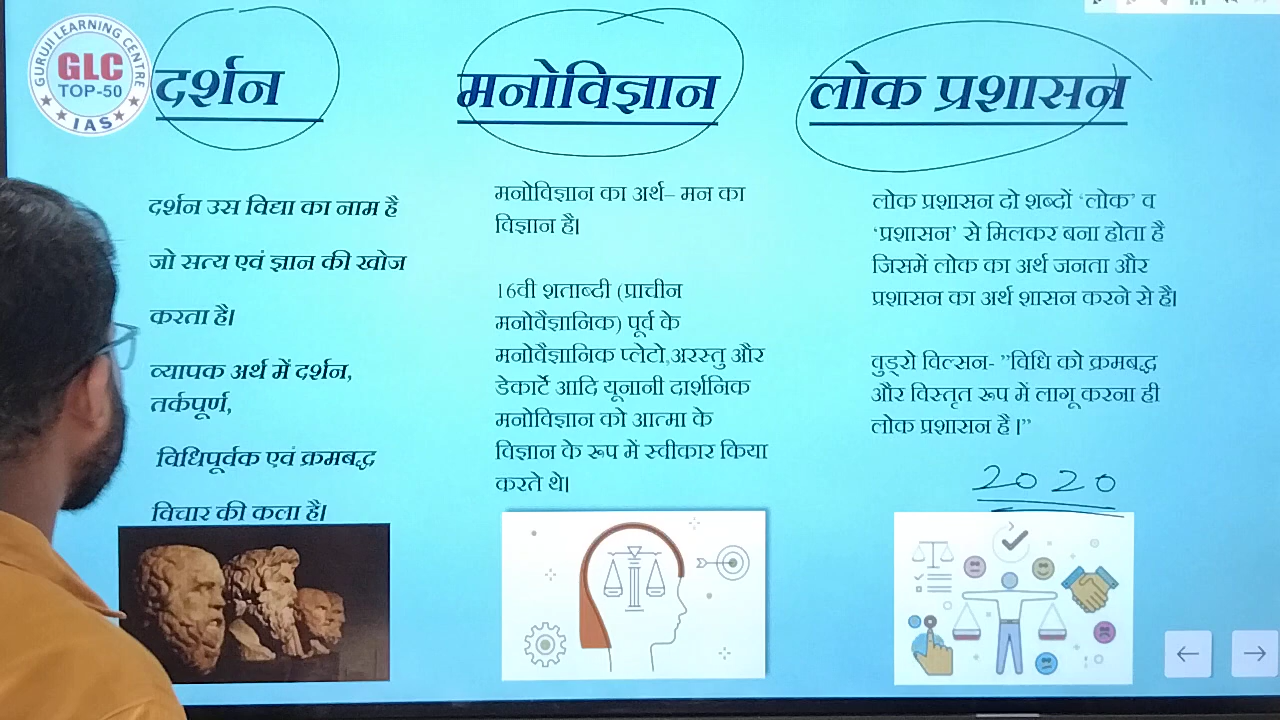 GURUJI LEARNING CENTRE
GLC
TOP-50
IAS
दर्शन
दर्शन उस विद्या का नाम है
जो सत्य एवं ज्ञान की खोज
करता है।
व्यापक अर्थ में दर्शन,
तर्कपूर्ण,
विधिपूर्वक एवं क्रमबद्ध
विचार की कला है।
मनोविज्ञान
मनोविज्ञान का अर्थ– मन का
विज्ञान है।
16वी शताब्दी (प्राचीन
मनोवैज्ञानिक) पूर्व के
मनोवैज्ञानिक प्लेटो,अरस्तु और
डेकार्टे आदि यूनानी दार्शनिक
मनोविज्ञान को आत्मा के
विज्ञान के रूप में स्वीकार किया
करते थे।
लोक प्रशासन
लोक प्रशासन दो शब्दों ‘लोक’ व
‘प्रशासन’ से मिलकर बना होता है
जिसमें लोक का अर्थ जनता और
प्रशासन का अर्थ शासन करने से है।
वुड्रो विल्सन- ”विधि को क्रमबद्ध
और विस्तृत रूप में लागू करना ही
लोक प्रशासन है।”
2020